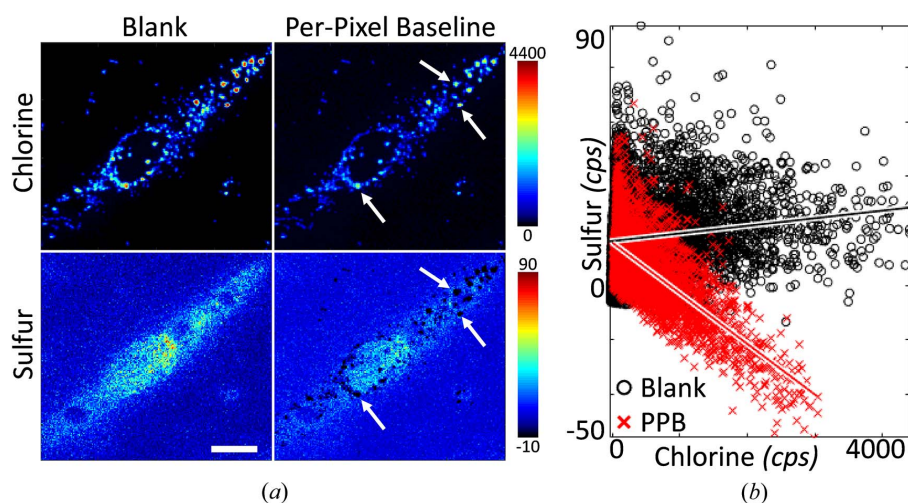 (a)
Blank
Per-Pixel Baseline
Chlorine
4400
0
Sulfur
90
-10
(a)
(b)
90
Sulfur (cps)
0
-50
Blank
PPB
0
4000
Chlorine (cps)
(b)